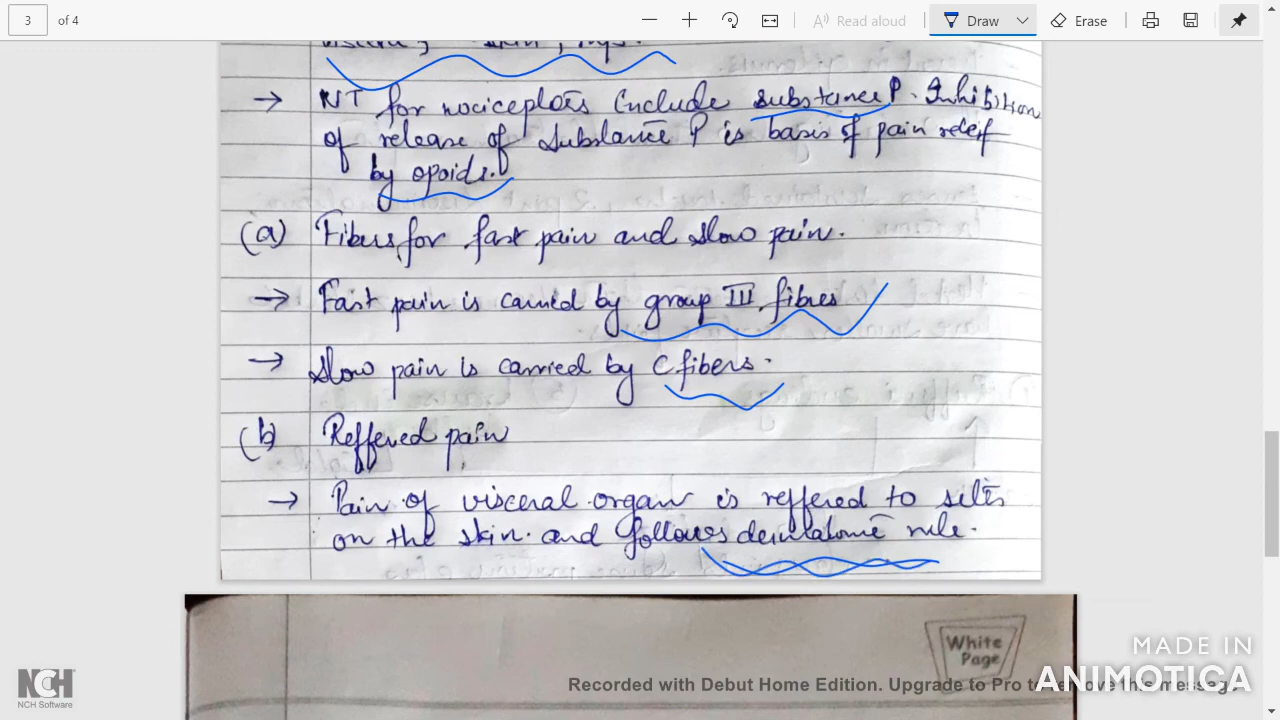 3 of 4
Read aloud
Draw
Erase
→ NT for nociceptors include substance P. Inhibition
of release of Substance P is basis of pain releif
by opoids.
(a) Fibers for fast pain and slow pain.
→ Fast pain is carried by group III fibres
→ Slow pain is carried by C fibers.
(b) Reffered pain
→ Pain of visceral organ is reffered to sites
on the skin. and follows dermatome rule.
White
Page
MADE IN
ANIMOTICA
NCH
NCH Software
Recorded with Debut Home Edition. Upgrade to Pro to remove this message.